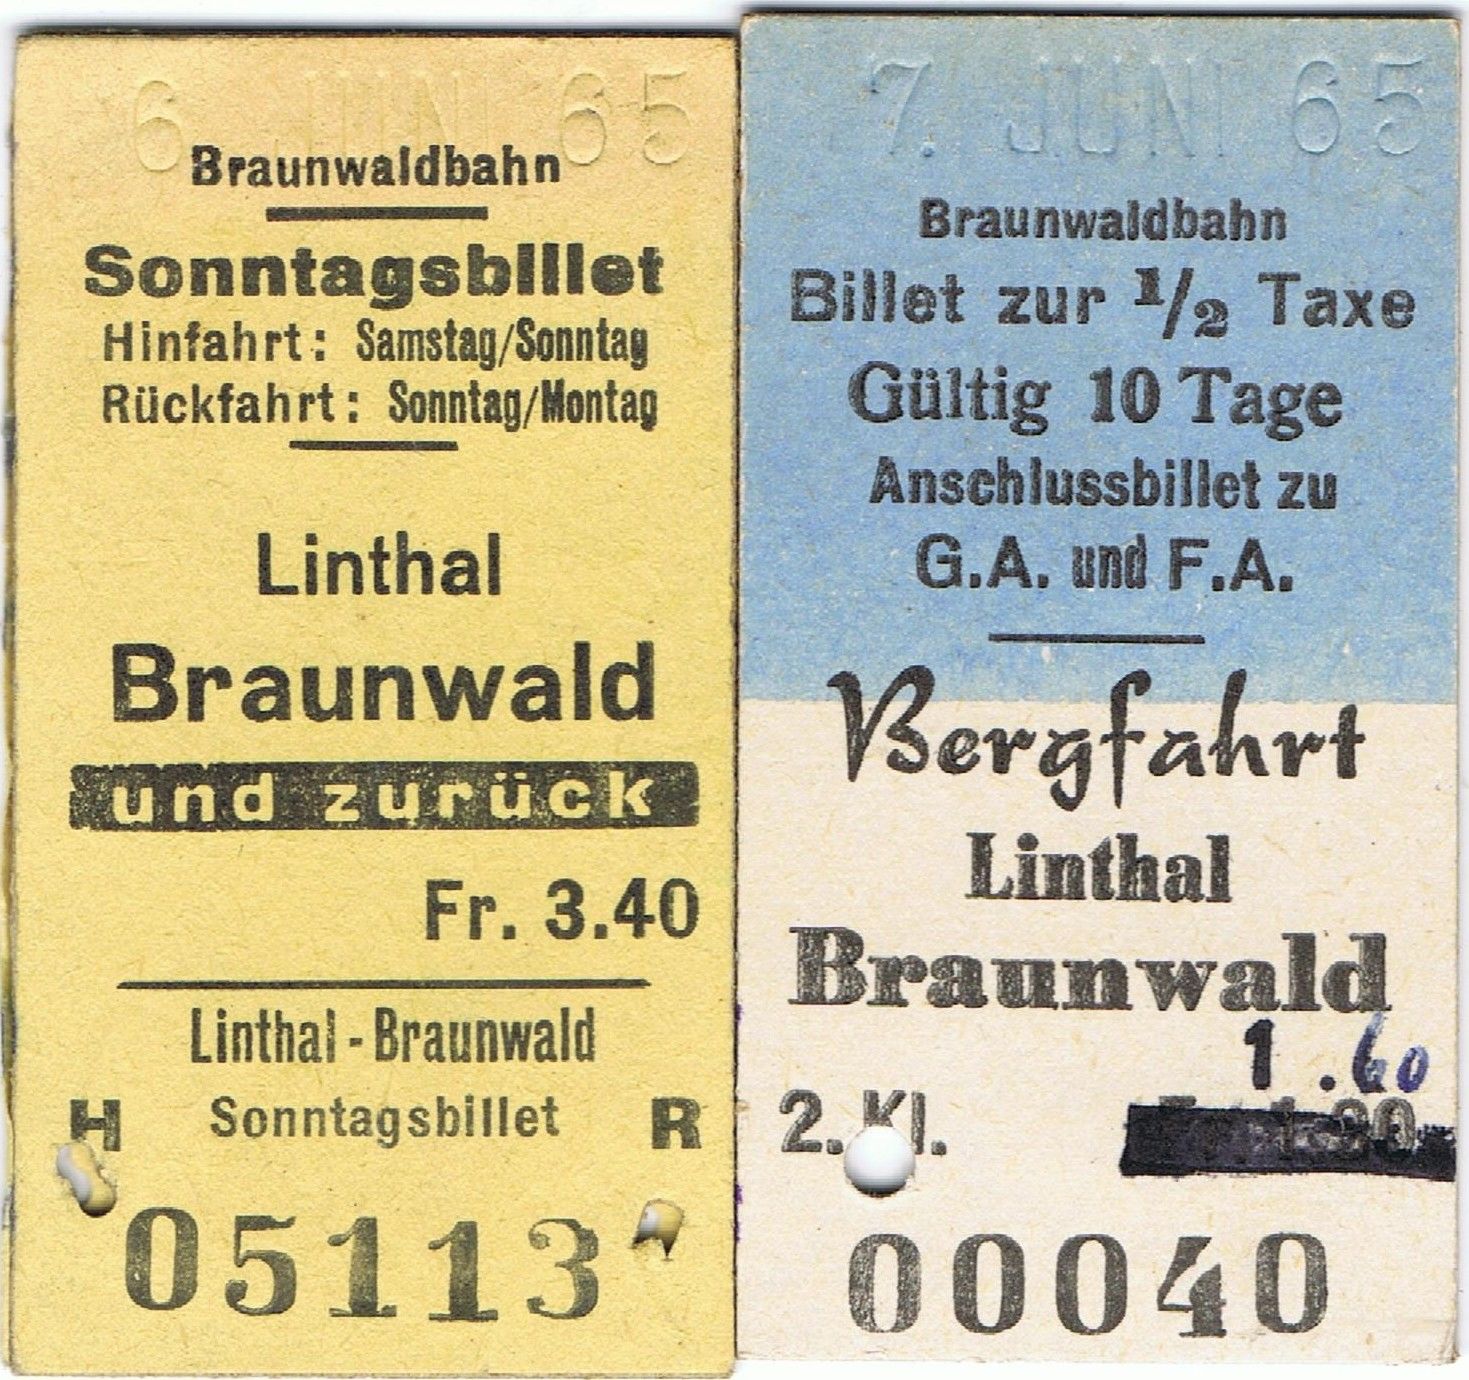 6. JUNI 65
Braunwaldbahn
Sonntagsbillet
Hinfahrt: Samstag/Sonntag
Rückfahrt: Sonntag/Montag
Linthal
Braunwald
und zurück
Fr. 3.40
Linthal - Braunwald
H Sonntagsbillet R
05113
7. JUNI 65
Braunwaldbahn
Billet zur 1/2 Taxe
Gültig 10 Tage
Anschlussbillet zu
G.A. und F.A.
Bergfahrt
Linthal
Braunwald
1.60
2. Kl.
00040